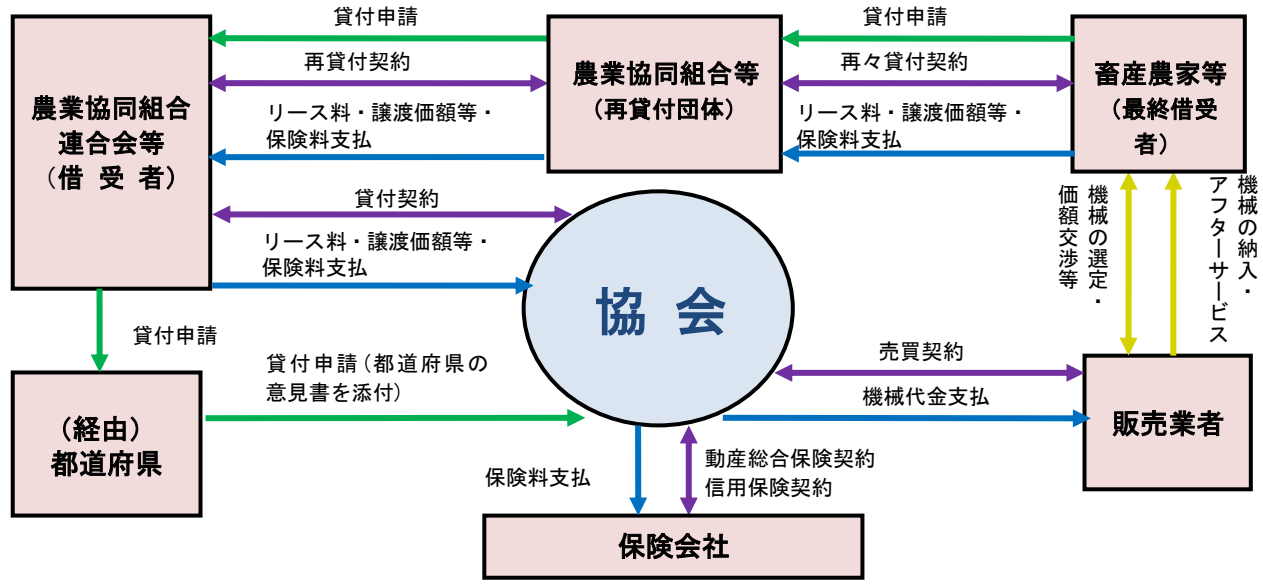 貸付申請
貸付申請
農業協同組合
連合会等
（借 受 者）
再貸付契約
リース料・譲渡価額等・
保険料支払
農業協同組合等
（再貸付団体）
再々貸付契約
リース料・譲渡価額等・
保険料支払
畜産農家等
（最終借受
者）
貸付契約
リース料・譲渡価額等・
保険料支払
協 会
機械の選定・
価額交渉等
機械の納入・
アフターサービス
貸付申請
貸付申請（都道府県の
意見書を添付）
（経由）
都道府県
売買契約
機械代金支払
販売業者
保険料支払
動産総合保険契約
信用保険契約
保険会社